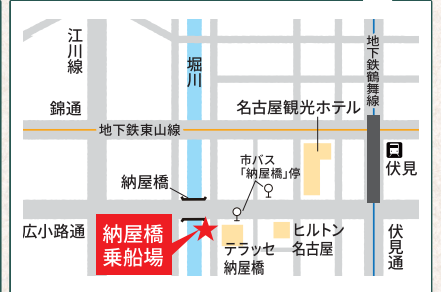 江川線
堀川
地下鉄鶴舞線
錦通
名古屋観光ホテル
地下鉄東山線
市バス
「納屋橋」停
伏見
納屋橋
広小路通
納屋橋
乗船場
テラッセ
納屋橋
ヒルトン
名古屋
伏見通